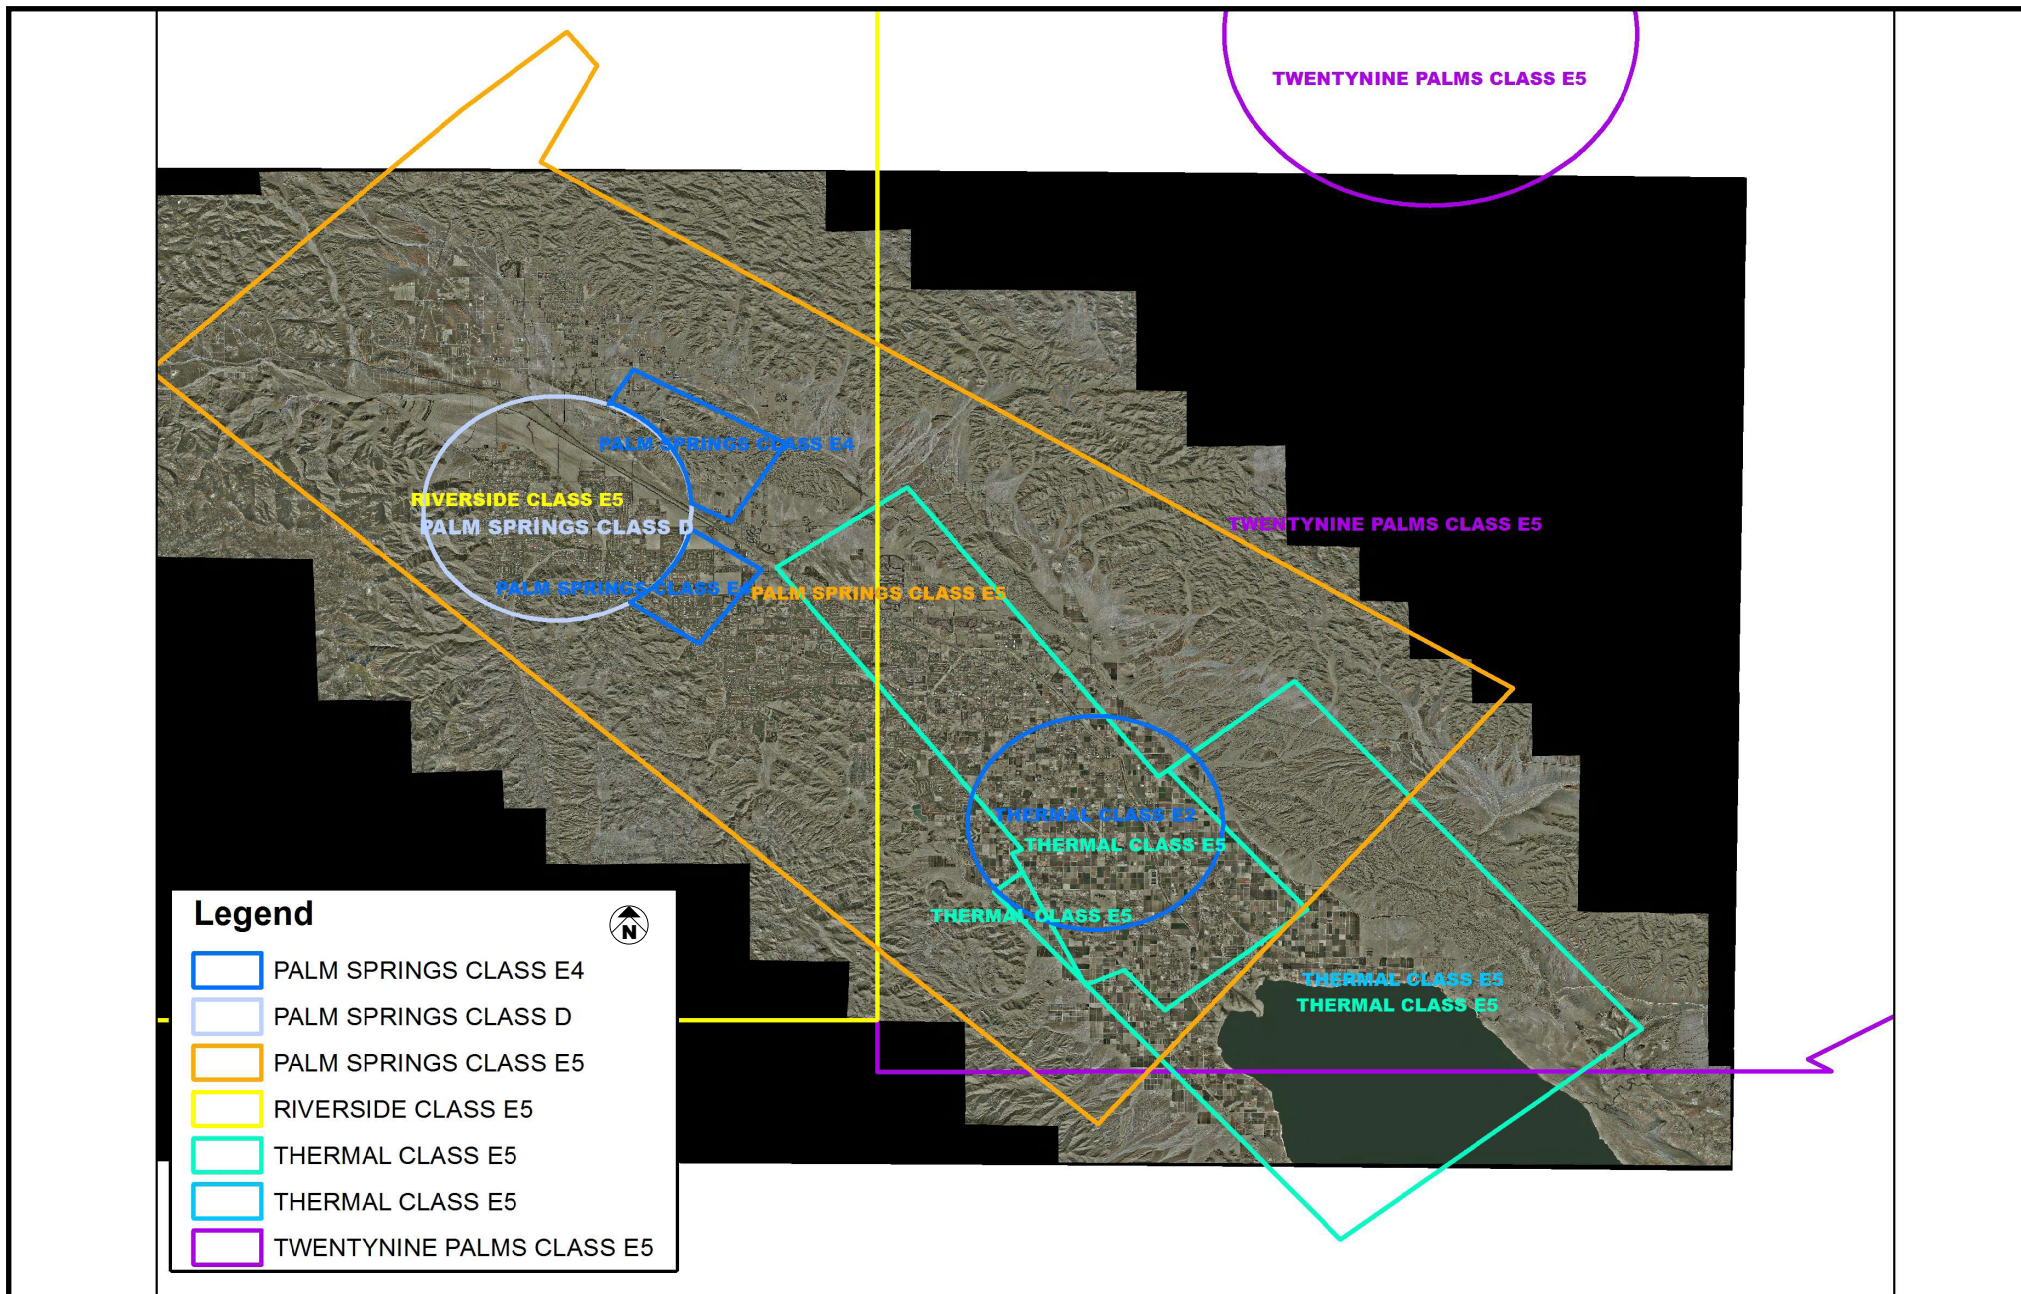 TWENTYNINE PALMS CLASS E5
PALM SPRINGS CLASS E4
RIVERSIDE CLASS E5
PALM SPRINGS CLASS D
TWENTYNINE PALMS CLASS E5
PALM SPRINGS CLASS E
PALM SPRINGS CLASS E5
THERMAL CLASS E2
THERMAL CLASS E5
THERMAL CLASS E5
THERMAL CLASS E5
THERMAL CLASS E5
Legend
N
PALM SPRINGS CLASS E4
PALM SPRINGS CLASS D
PALM SPRINGS CLASS E5
RIVERSIDE CLASS E5
THERMAL CLASS E5
THERMAL CLASS E5
TWENTYNINE PALMS CLASS E5